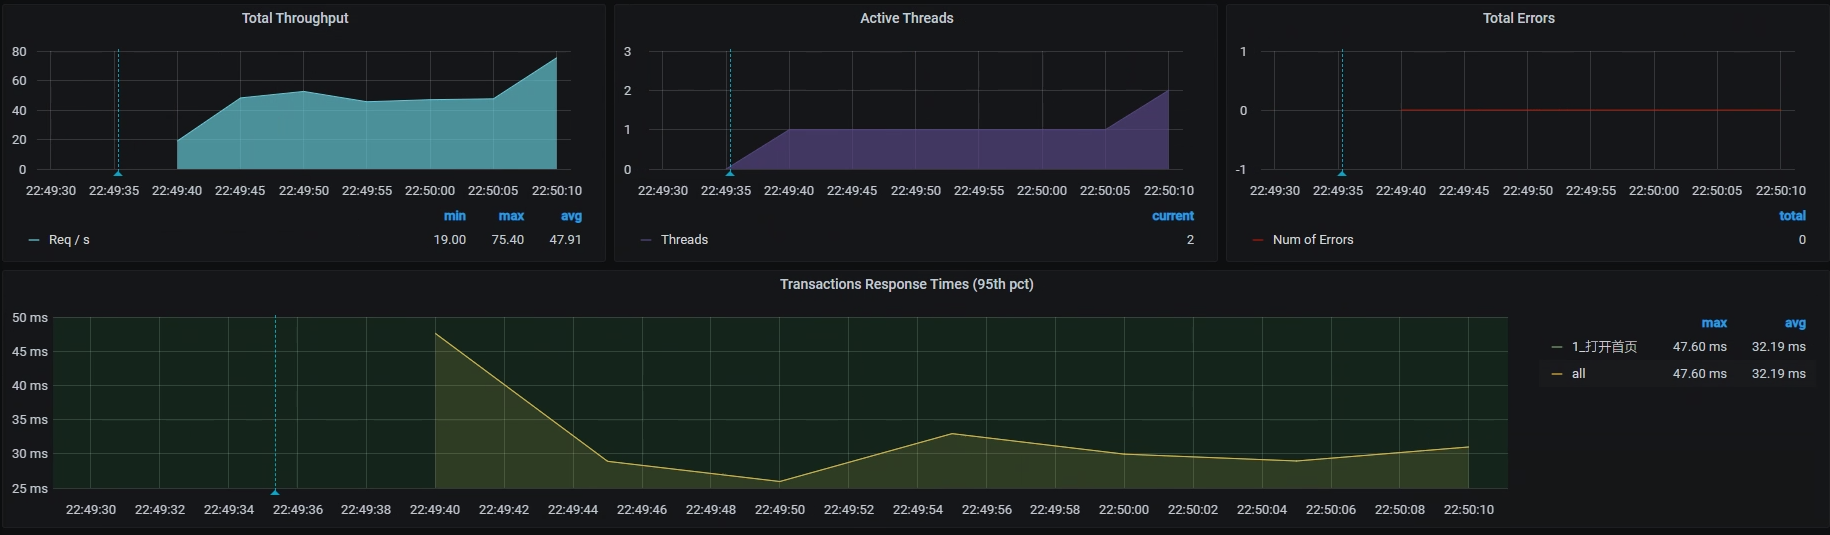 Total Throughput
80
60
40
20
0
22:49:30 22:49:35 22:49:40 22:49:45 22:49:50 22:49:55 22:50:00 22:50:05 22:50:10
min max avg
Req / s 19.00 75.40 47.91
Active Threads
3
2
1
0
22:49:30 22:49:35 22:49:40 22:49:45 22:49:50 22:49:55 22:50:00 22:50:05 22:50:10
current
Threads 2
Total Errors
1
0
-1
22:49:30 22:49:35 22:49:40 22:49:45 22:49:50 22:49:55 22:50:00 22:50:05 22:50:10
total
Num of Errors 0
Transactions Response Times (95th pct)
50 ms
45 ms
40 ms
35 ms
30 ms
25 ms
22:49:30 22:49:32 22:49:34 22:49:36 22:49:38 22:49:40 22:49:42 22:49:44 22:49:46 22:49:48 22:49:50 22:49:52 22:49:54 22:49:56 22:49:58 22:50:00 22:50:02 22:50:04 22:50:06 22:50:08 22:50:10
max avg
1_打开首页 47.60 ms 32.19 ms
all 47.60 ms 32.19 ms